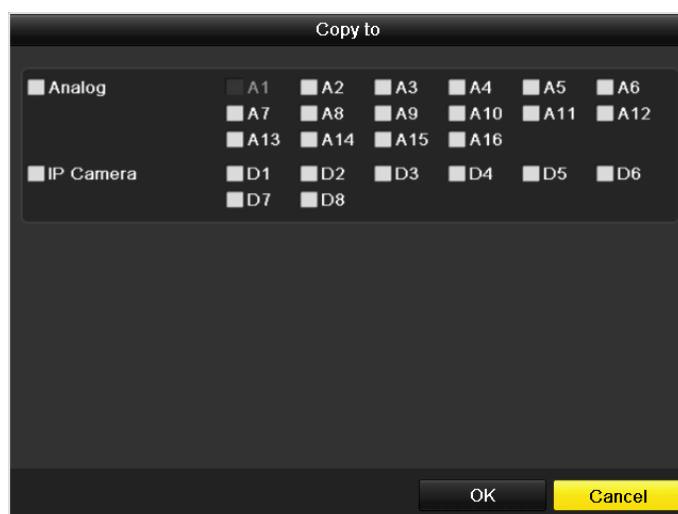 Copy to
Analog A1 A2 A3 A4 A5 A6
A7 A8 A9 A10 A11 A12
A13 A14 A15 A16
IP Camera D1 D2 D3 D4 D5 D6
D7 D8
OK Cancel